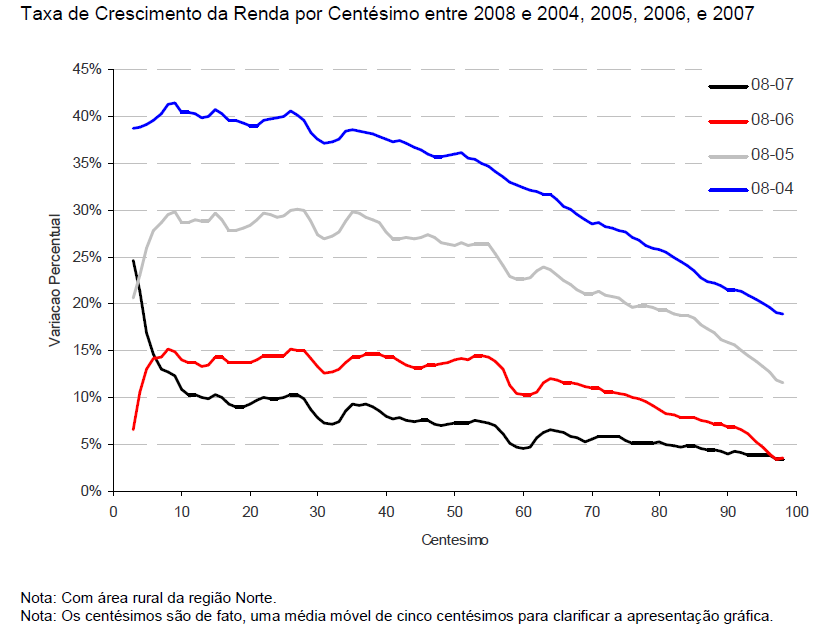 Taxa de Crescimento da Renda por Centésimo entre 2008 e 2004, 2005, 2006, e 2007
45%
08-07
40%
08-06
35%
08-05
08-04
30%
25%
Variacao Percentual
20%
15%
10%
5%
0%
0 10 20 30 40 50 60 70 80 90 100
Centesimo
Nota: Com área rural da região Norte.
Nota: Os centésimos são de fato, uma média móvel de cinco centésimos para clarificar a apresentação gráfica.